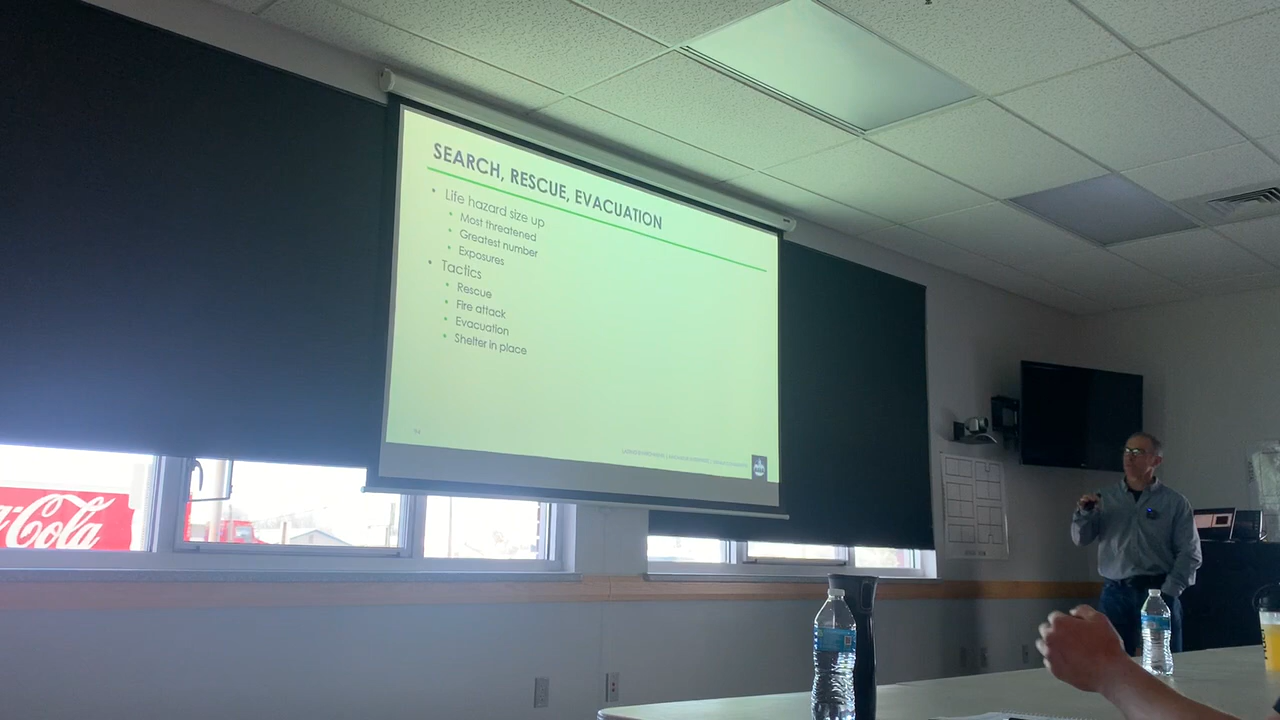 SEARCH, RESCUE, EVACUATION
Life hazard size up
Most threatened
Greatest number
Exposures
Tactics
Rescue
Fire attack
Evacuation
Shelter in place
Coca-Cola